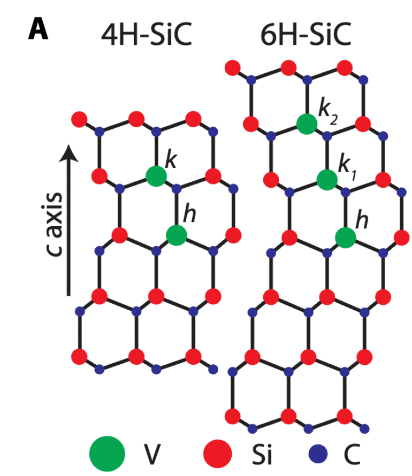 A
4H-SiC 6H-SiC
k₂
k k₁
h h
c axis
V Si C